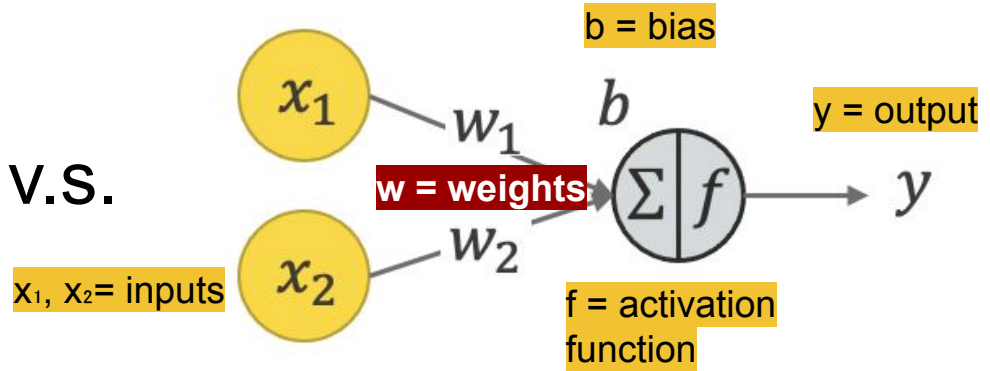 b = bias
x₁
w₁
b
y = output
v.s.
w = weights
Σ f
y
w₂
x₂
x₁, x₂= inputs
f = activation
function